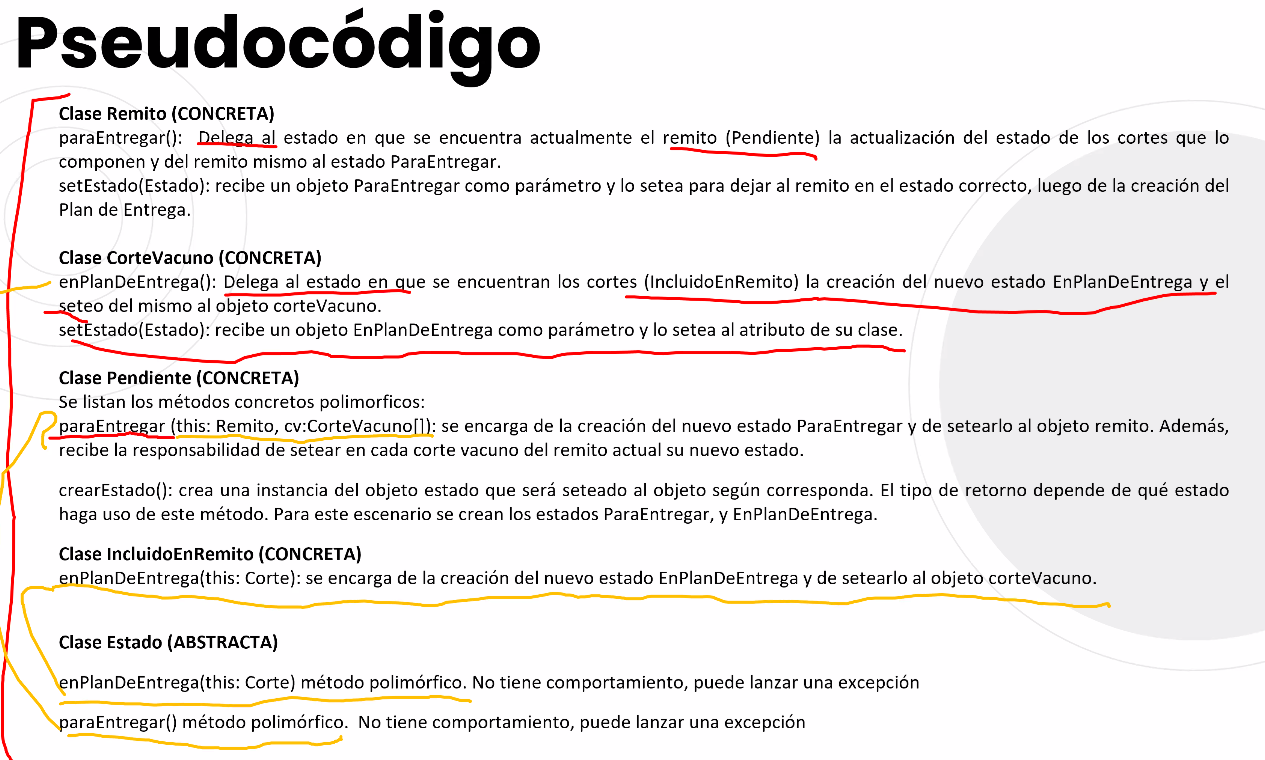 Pseudocódigo
Clase Remito (CONCRETA)
paraEntregar(): Delega al estado en que se encuentra actualmente el remito (Pendiente) la actualización del estado de los cortes que lo
componen y del remito mismo al estado ParaEntregar.
setEstado(Estado): recibe un objeto ParaEntregar como parámetro y lo setea para dejar al remito en el estado correcto, luego de la creación del
Plan de Entrega.
Clase CorteVacuno (CONCRETA)
enPlanDeEntrega(): Delega al estado en que se encuentran los cortes (IncluidoEnRemito) la creación del nuevo estado EnPlanDeEntrega y el
seteo del mismo al objeto corteVacuno.
setEstado(Estado): recibe un objeto EnPlanDeEntrega como parámetro y lo setea al atributo de su clase.
Clase Pendiente (CONCRETA)
Se listan los métodos concretos polimorficos:
paraEntregar (this: Remito, cv:CorteVacuno[]): se encarga de la creación del nuevo estado ParaEntregar y de setearlo al objeto remito. Además,
recibe la responsabilidad de setear en cada corte vacuno del remito actual su nuevo estado.
crearEstado(): crea una instancia del objeto estado que será seteado al objeto según corresponda. El tipo de retorno depende de qué estado
haga uso de este método. Para este escenario se crean los estados ParaEntregar, y EnPlanDeEntrega.
Clase IncluidoEnRemito (CONCRETA)
enPlanDeEntrega(this: Corte): se encarga de la creación del nuevo estado EnPlanDeEntrega y de setearlo al objeto corteVacuno.
Clase Estado (ABSTRACTA)
enPlanDeEntrega(this: Corte) método polimórfico. No tiene comportamiento, puede lanzar una excepción
paraEntregar() método polimórfico. No tiene comportamiento, puede lanzar una excepción